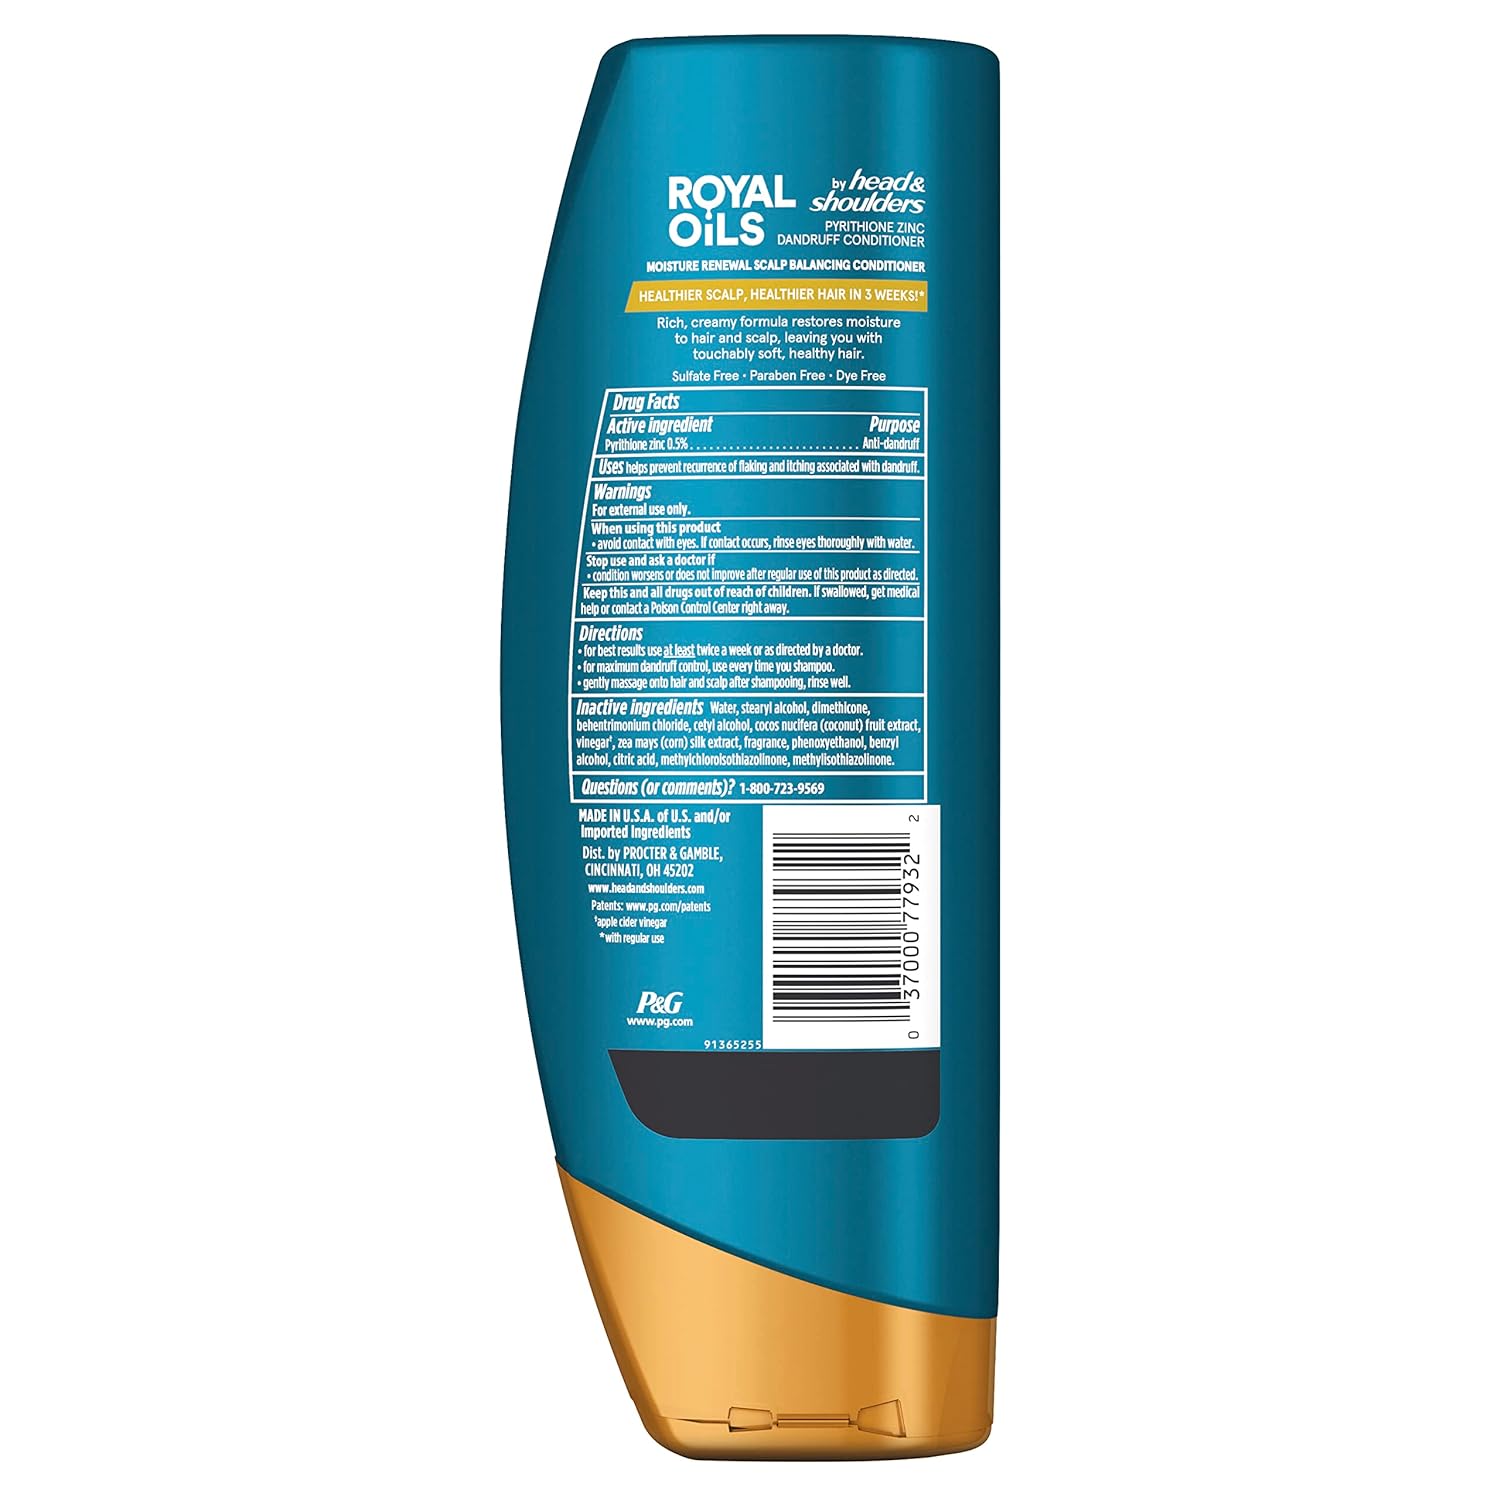 ROYAL OiLS
by head & shoulders
PYRITHIONE ZINC
DANDRUFF CONDITIONER
MOISTURE RENEWAL SCALP BALANCING CONDITIONER
HEALTHIER SCALP, HEALTHIER HAIR IN 3 WEEKS!*
Rich, creamy formula restores moisture
to hair and scalp, leaving you with
touchably soft, healthy hair.
Sulfate Free • Paraben Free • Dye Free
Drug Facts
Active ingredient Purpose
Pyrithione zinc 0.5%............................Anti-dandruff
Uses helps prevent recurrence of flaking and itching associated with dandruff.
Warnings
For external use only.
When using this product
• avoid contact with eyes. If contact occurs, rinse eyes thoroughly with water.
Stop use and ask a doctor if
• condition worsens or does not improve after regular use of this product as directed.
Keep this and all drugs out of reach of children. If swallowed, get medical
help or contact a Poison Control Center right away.
Directions
• for best results use at least twice a week or as directed by a doctor.
• for maximum dandruff control, use every time you shampoo.
• gently massage onto hair and scalp after shampooing, rinse well.
Inactive ingredients Water, stearyl alcohol, dimethicone,
behentrimonium chloride, cetyl alcohol, cocos nucifera (coconut) fruit extract,
vinegar†, zea mays (corn) silk extract, fragrance, phenoxyethanol, benzyl
alcohol, citric acid, methylchloroisothiazolinone, methylisothiazolinone.
Questions (or comments)? 1-800-723-9569
MADE IN U.S.A. of U.S. and/or
Imported Ingredients
Dist. by PROCTER & GAMBLE,
CINCINNATI, OH 45202
www.headandshoulders.com
Patents: www.pg.com/patents
†apple cider vinegar
*with regular use
P&G
www.pg.com
91365255
0 37000 77932 2